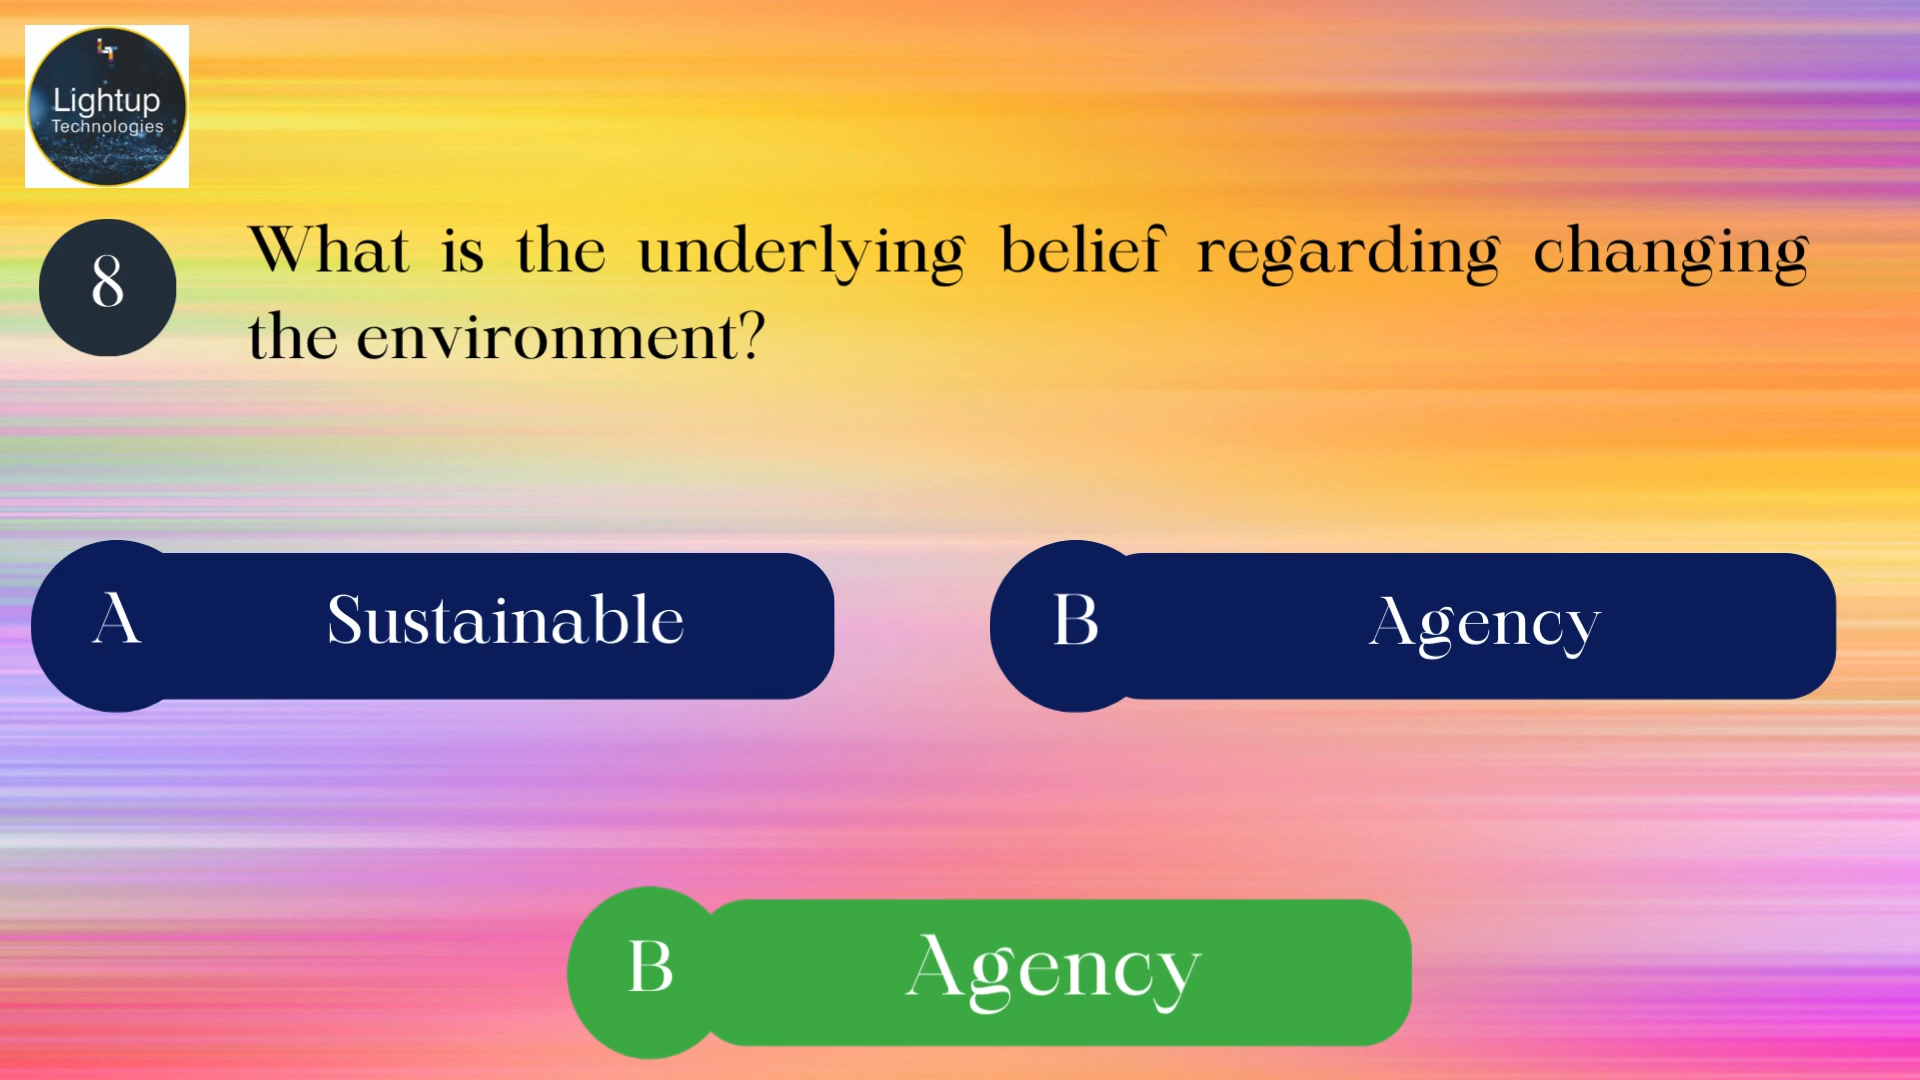 Lightup
Technologies
8
What is the underlying belief regarding changing
the environment?
A
Sustainable
B
Agency
B
Agency